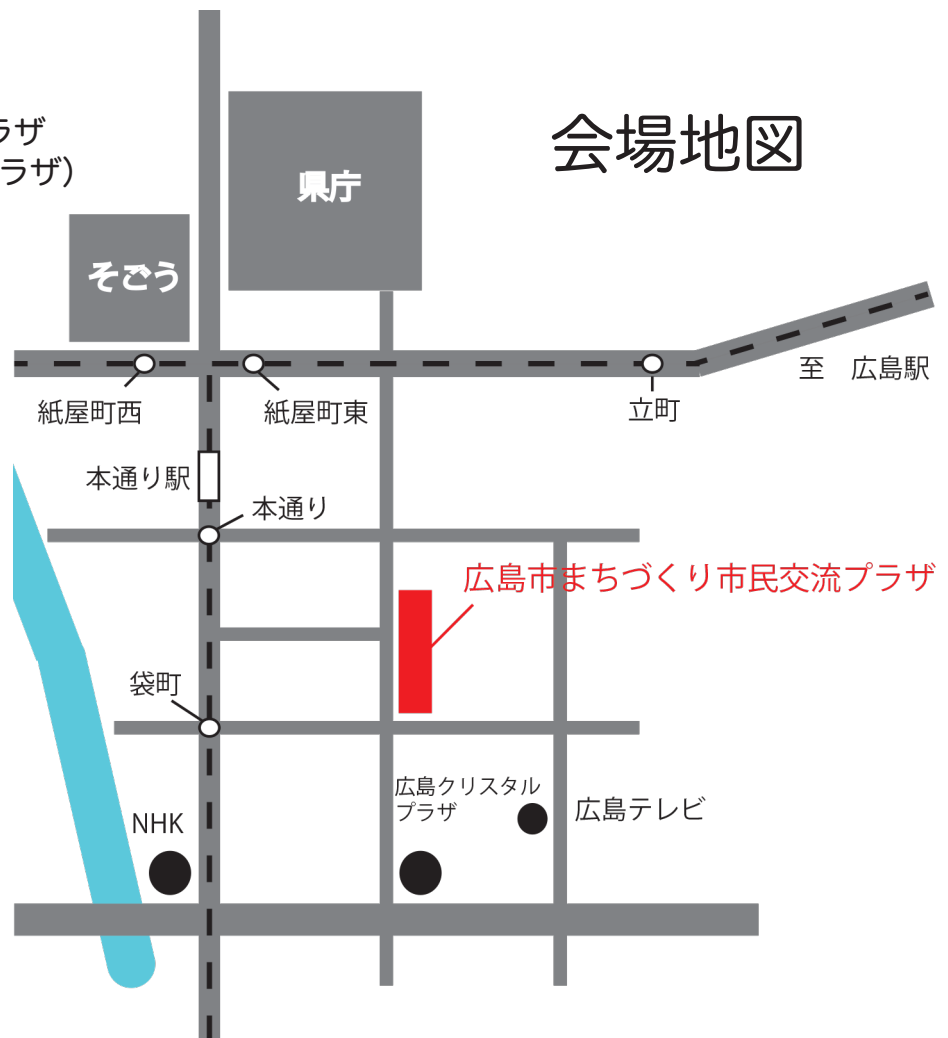 ラザ
ラザ）
会場地図
県庁
そごう
至　広島駅
紙屋町西
紙屋町東
立町
本通り駅
本通り
広島市まちづくり市民交流プラザ
袋町
広島クリスタル
プラザ
広島テレビ
NHK